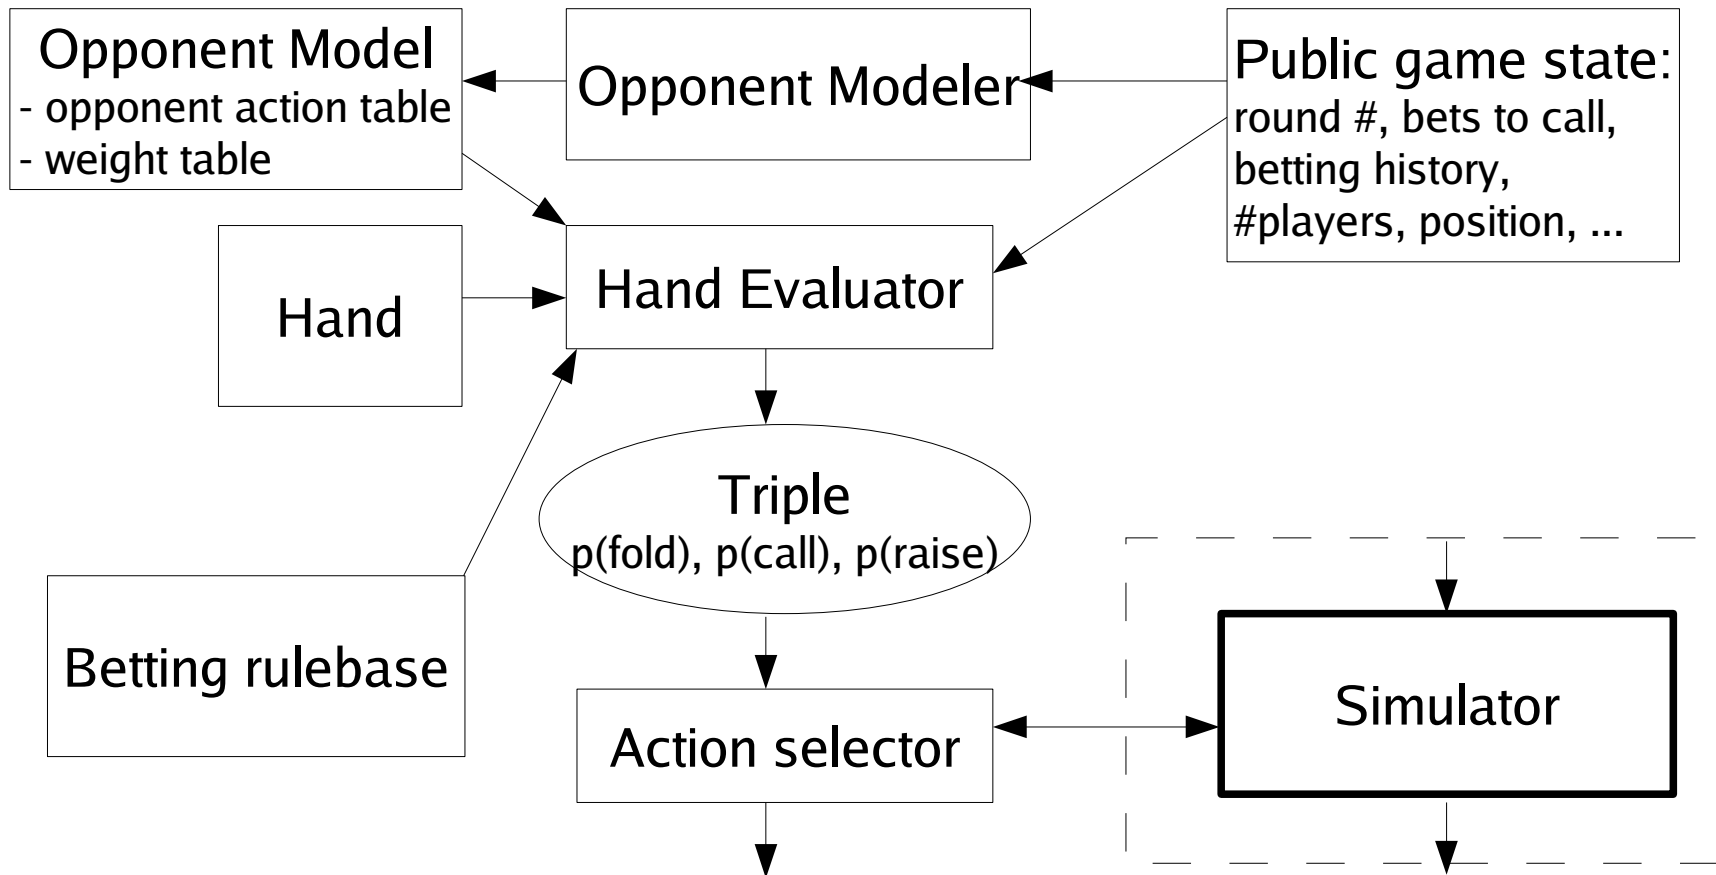 Opponent Model
- opponent action table
- weight table
Opponent Modeler
Public game state:
round #, bets to call,
betting history,
#players, position, ...
Hand
Hand Evaluator
Triple
p(fold), p(call), p(raise)
Betting rulebase
Action selector
Simulator